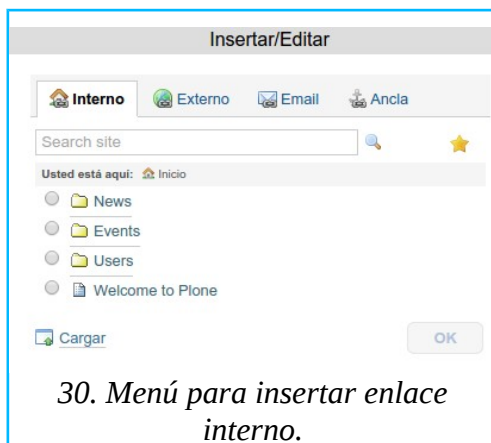 Insertar/Editar
Interno Externo Email Ancla
Search site
Usted está aquí: Inicio
News
Events
Users
Welcome to Plone
Cargar OK
30. Menú para insertar enlace
interno.